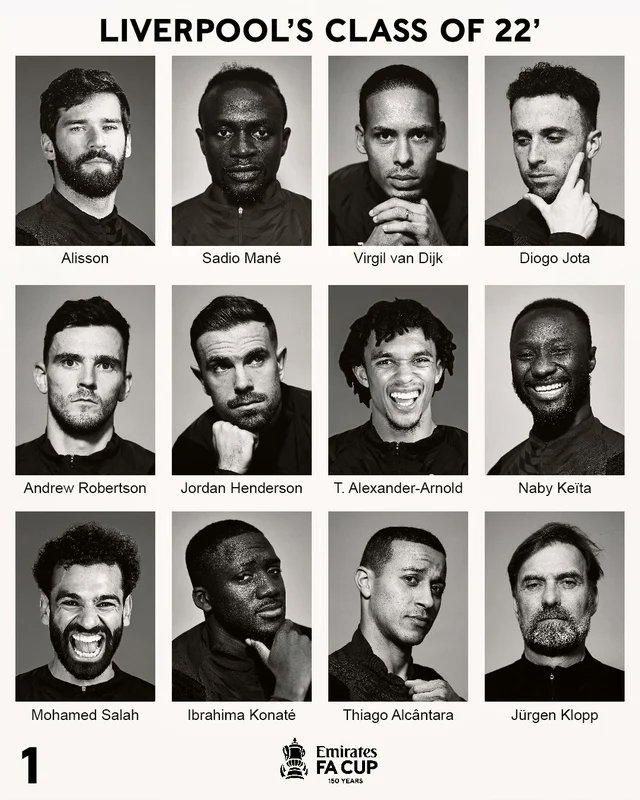 LIVERPOOL'S CLASS OF 22'
Alisson
Sadio Mané
Virgil van Dijk
Diogo Jota
Andrew Robertson
Jordan Henderson
T. Alexander-Arnold
Naby Keïta
Mohamed Salah
Ibrahima Konaté
Thiago Alcântara
Jürgen Klopp
1
Emirates
FA CUP
150 YEARS